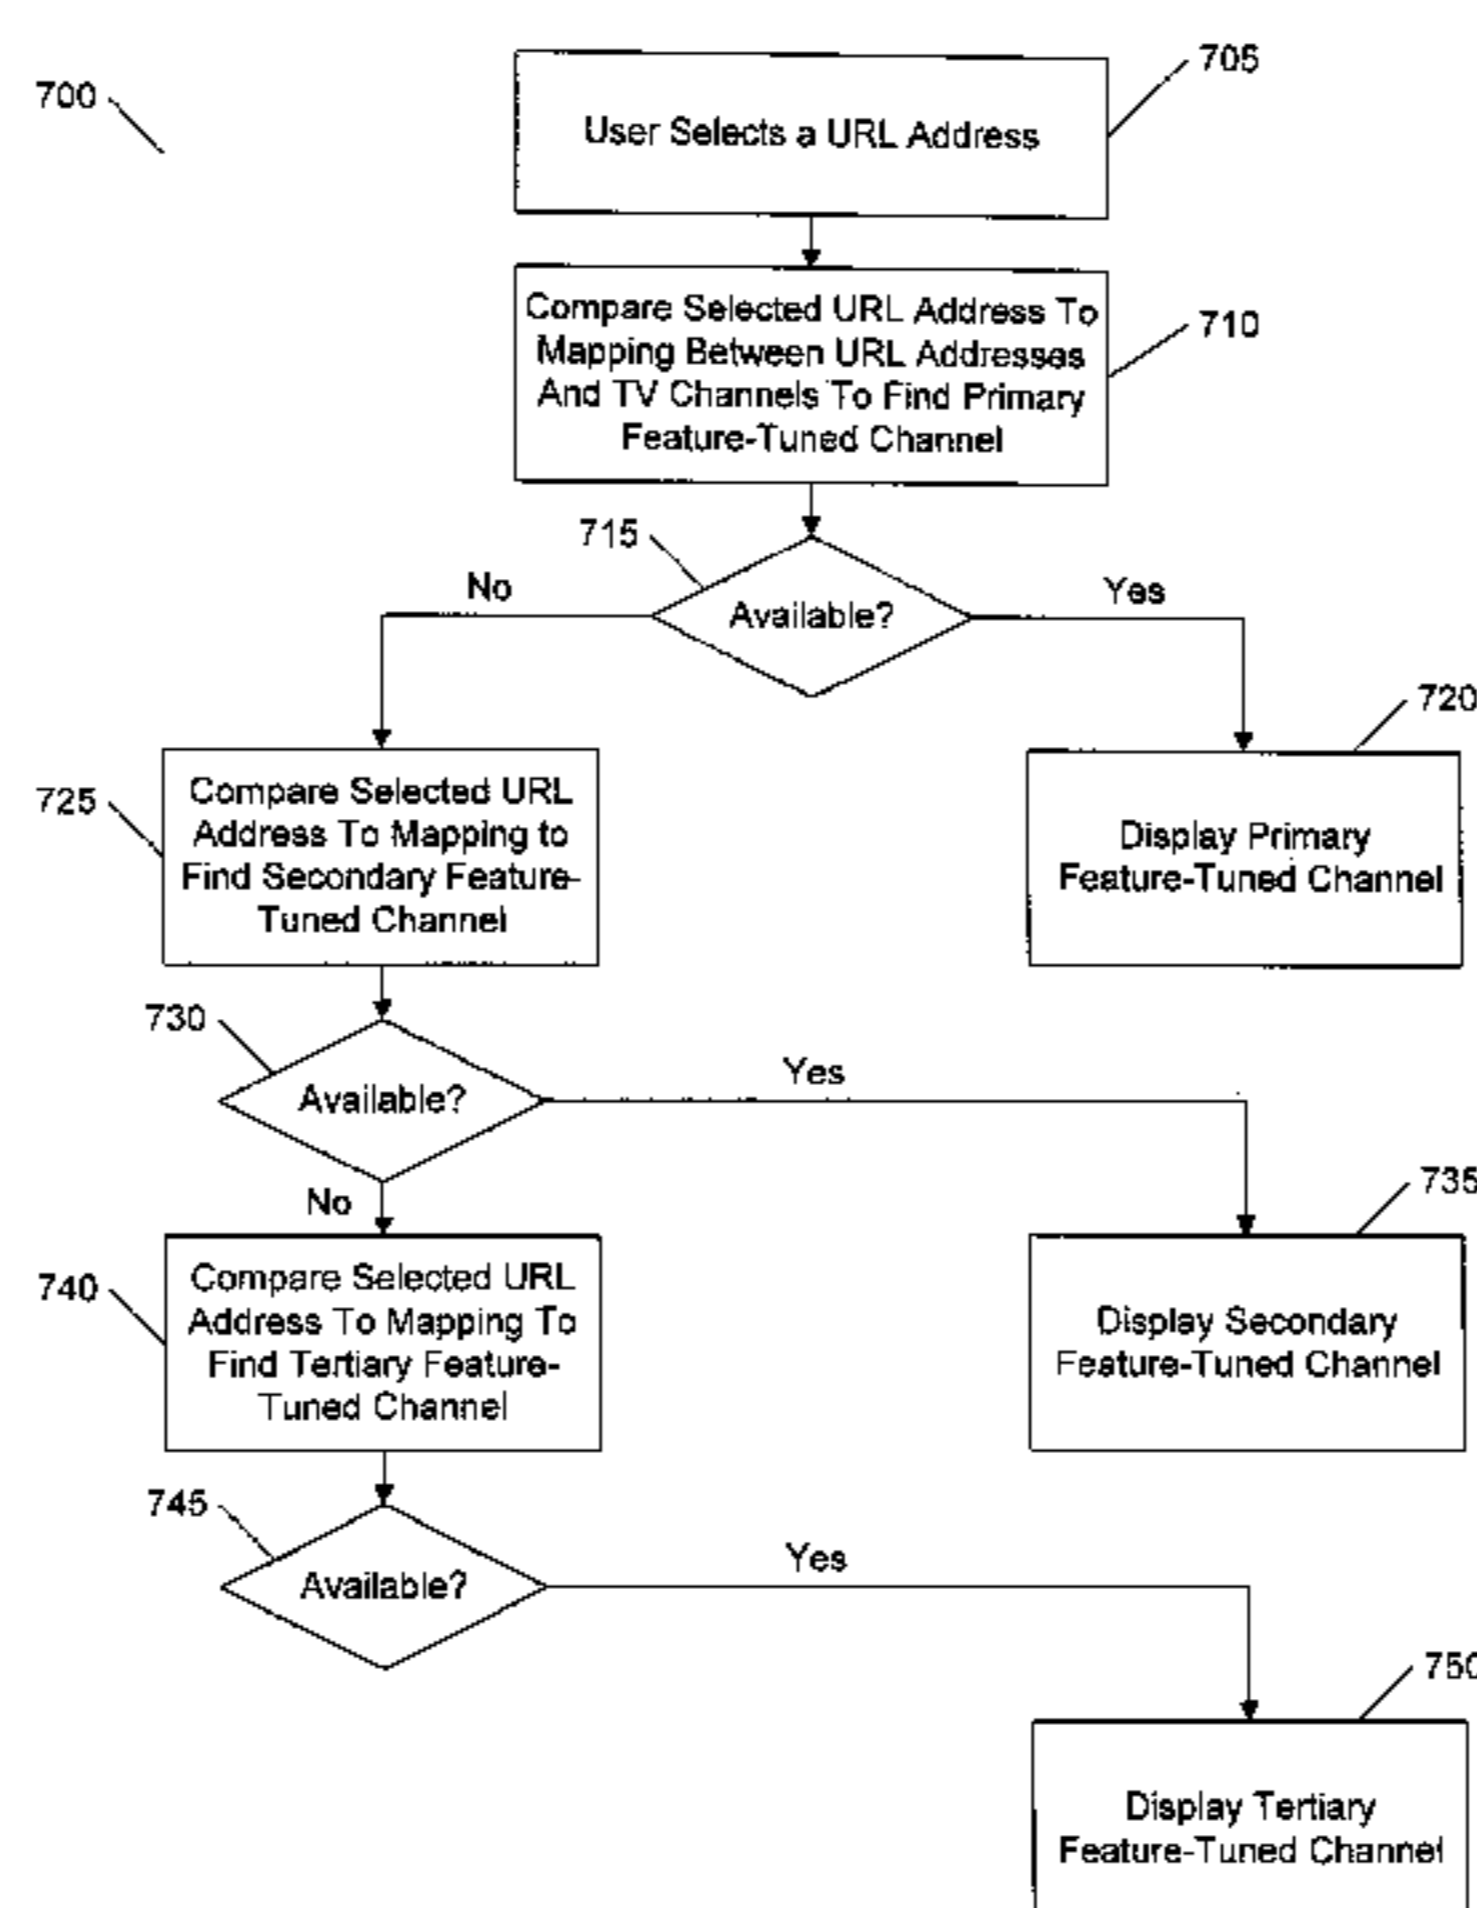 700
705
User Selects a URL Address
Compare Selected URL Address To
Mapping Between URL Addresses
And TV Channels To Find Primary
Feature-Tuned Channel
710
715
Available?
No
Yes
720
Display Primary
Feature-Tuned Channel
725
Compare Selected URL
Address To Mapping to
Find Secondary Feature-
Tuned Channel
730
Available?
Yes
No
735
Display Secondary
Feature-Tuned Channel
740
Compare Selected URL
Address To Mapping To
Find Tertiary Feature-
Tuned Channel
745
Available?
Yes
750
Display Tertiary
Feature-Tuned Channel